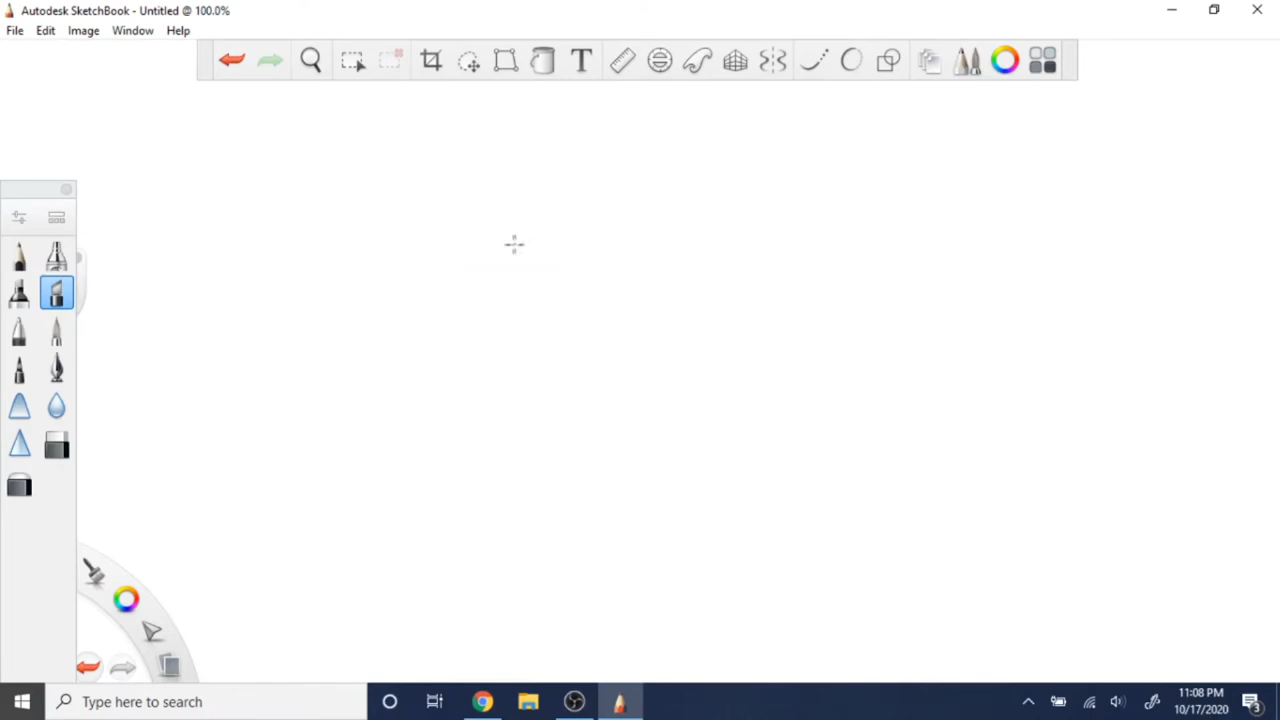 Autodesk SketchBook - Untitled @ 100.0%
File Edit Image Window Help
T
Type here to search
11:08 PM
10/17/2020
3